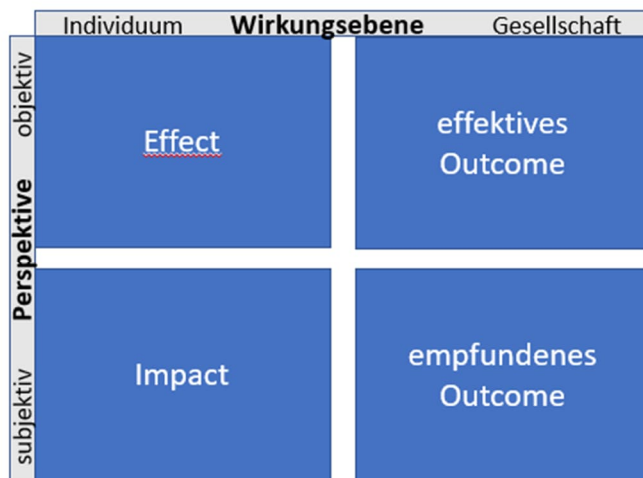 Individuum Wirkungsebene Gesellschaft
objektiv
Perspektive
subjektiv
Effect
effektives
Outcome
Impact
empfundenes
Outcome